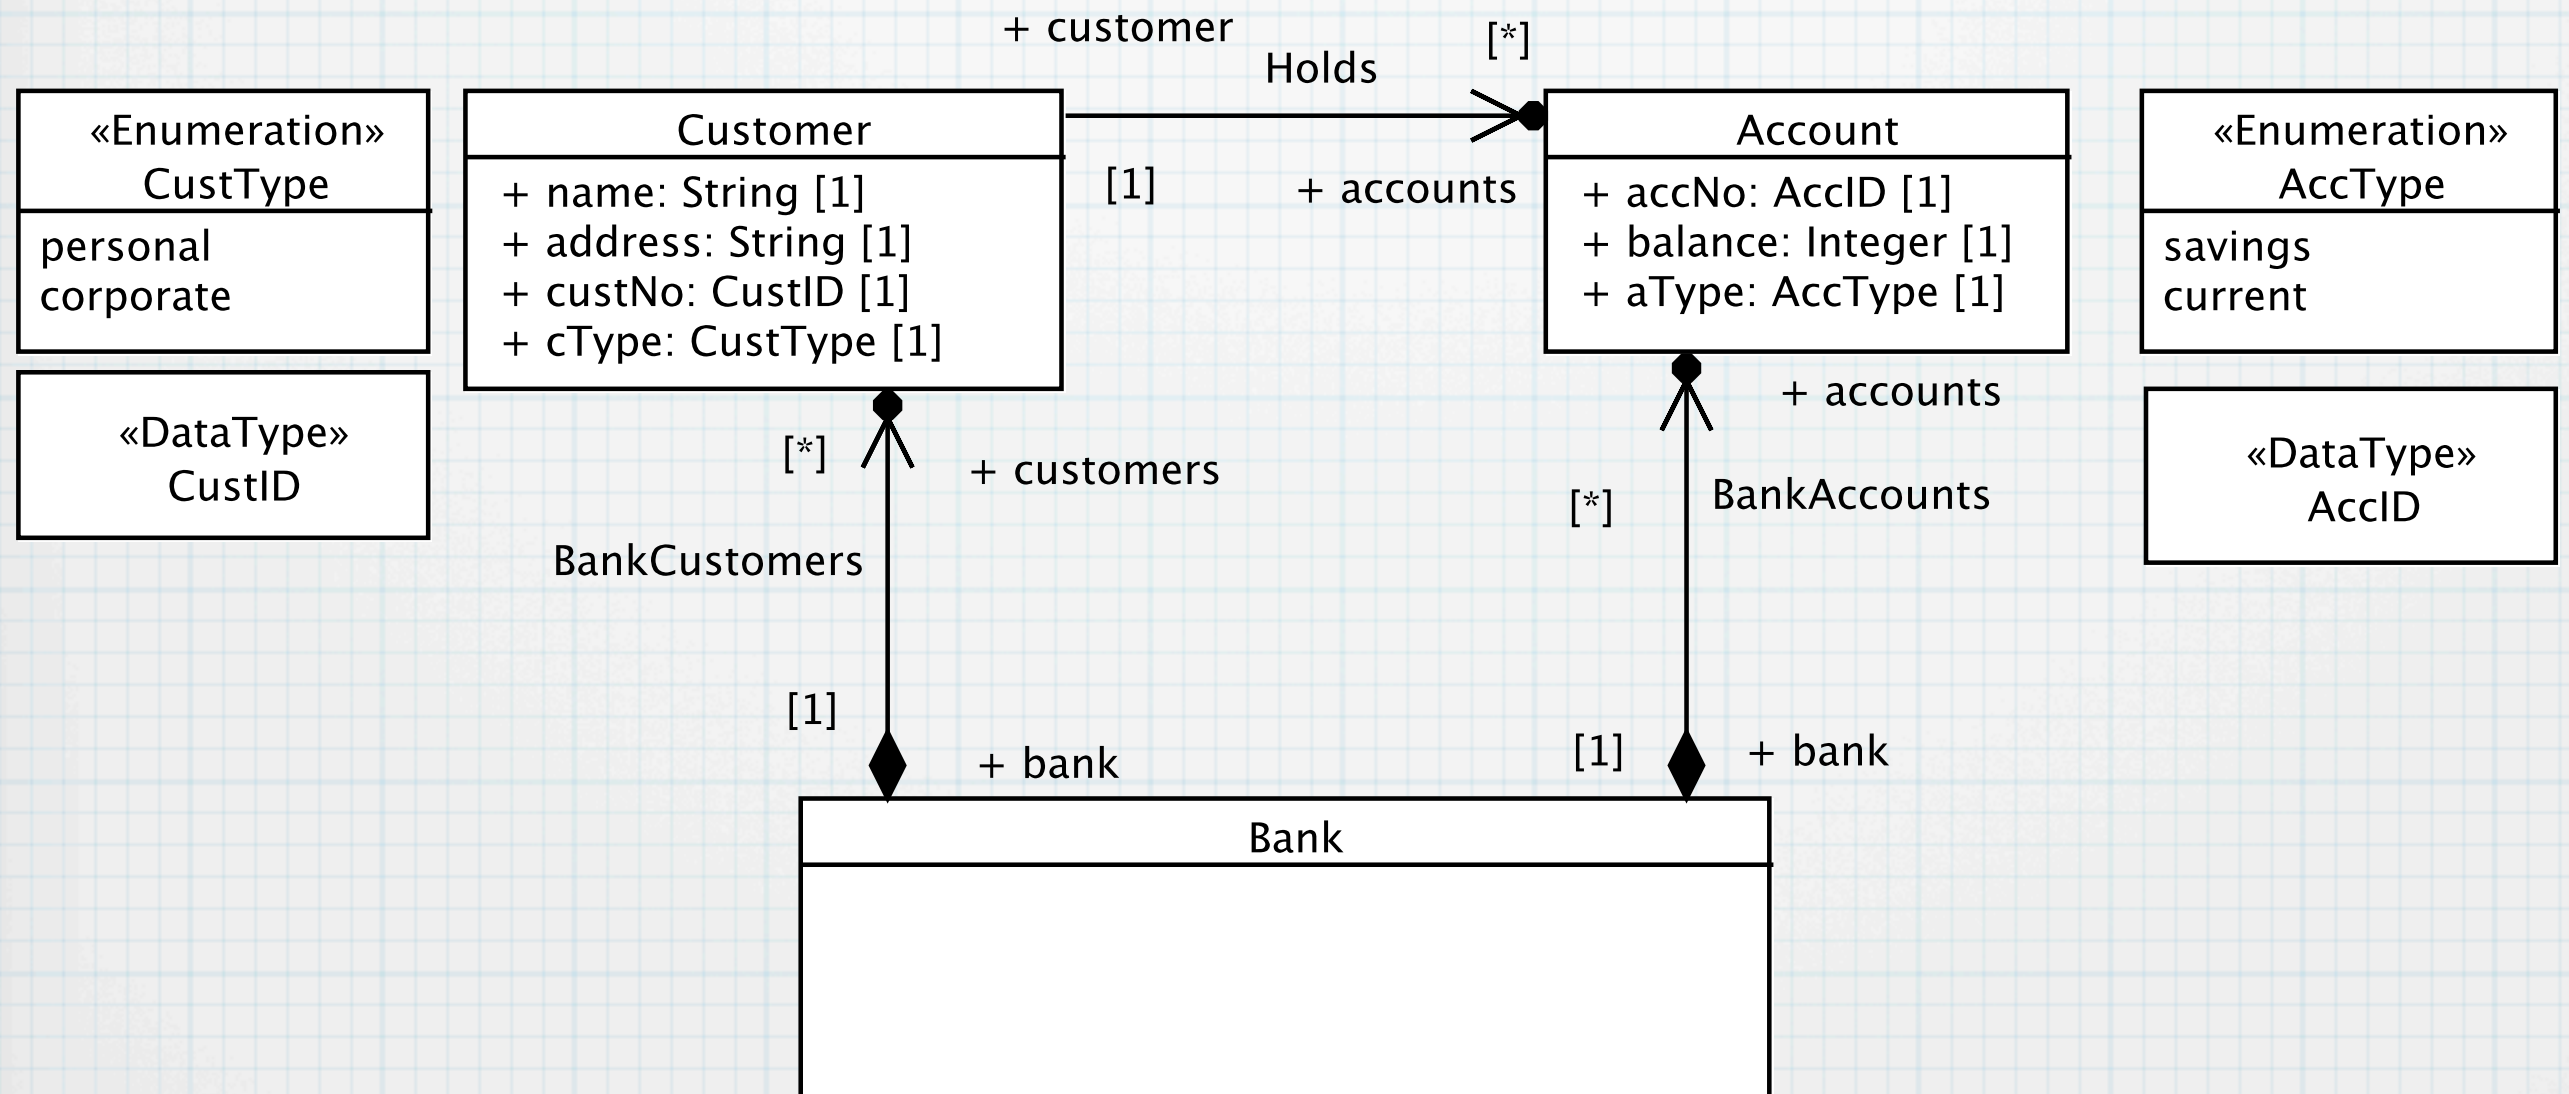 + customer
[*]
Holds
«Enumeration»
CustType
personal
corporate
Customer
+ name: String [1]
+ address: String [1]
+ custNo: CustID [1]
+ cType: CustType [1]
[1]
+ accounts
Account
+ accNo: AccID [1]
+ balance: Integer [1]
+ aType: AccType [1]
«Enumeration»
AccType
savings
current
«DataType»
CustID
[*]
+ customers
BankCustomers
[1]
+ bank
+ accounts
[*]
BankAccounts
[1]
+ bank
«DataType»
AccID
Bank